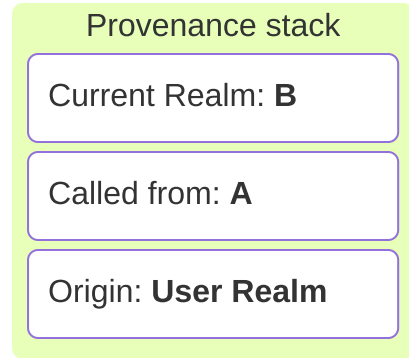 Provenance stack
Current Realm: B
Called from: A
Origin: User Realm